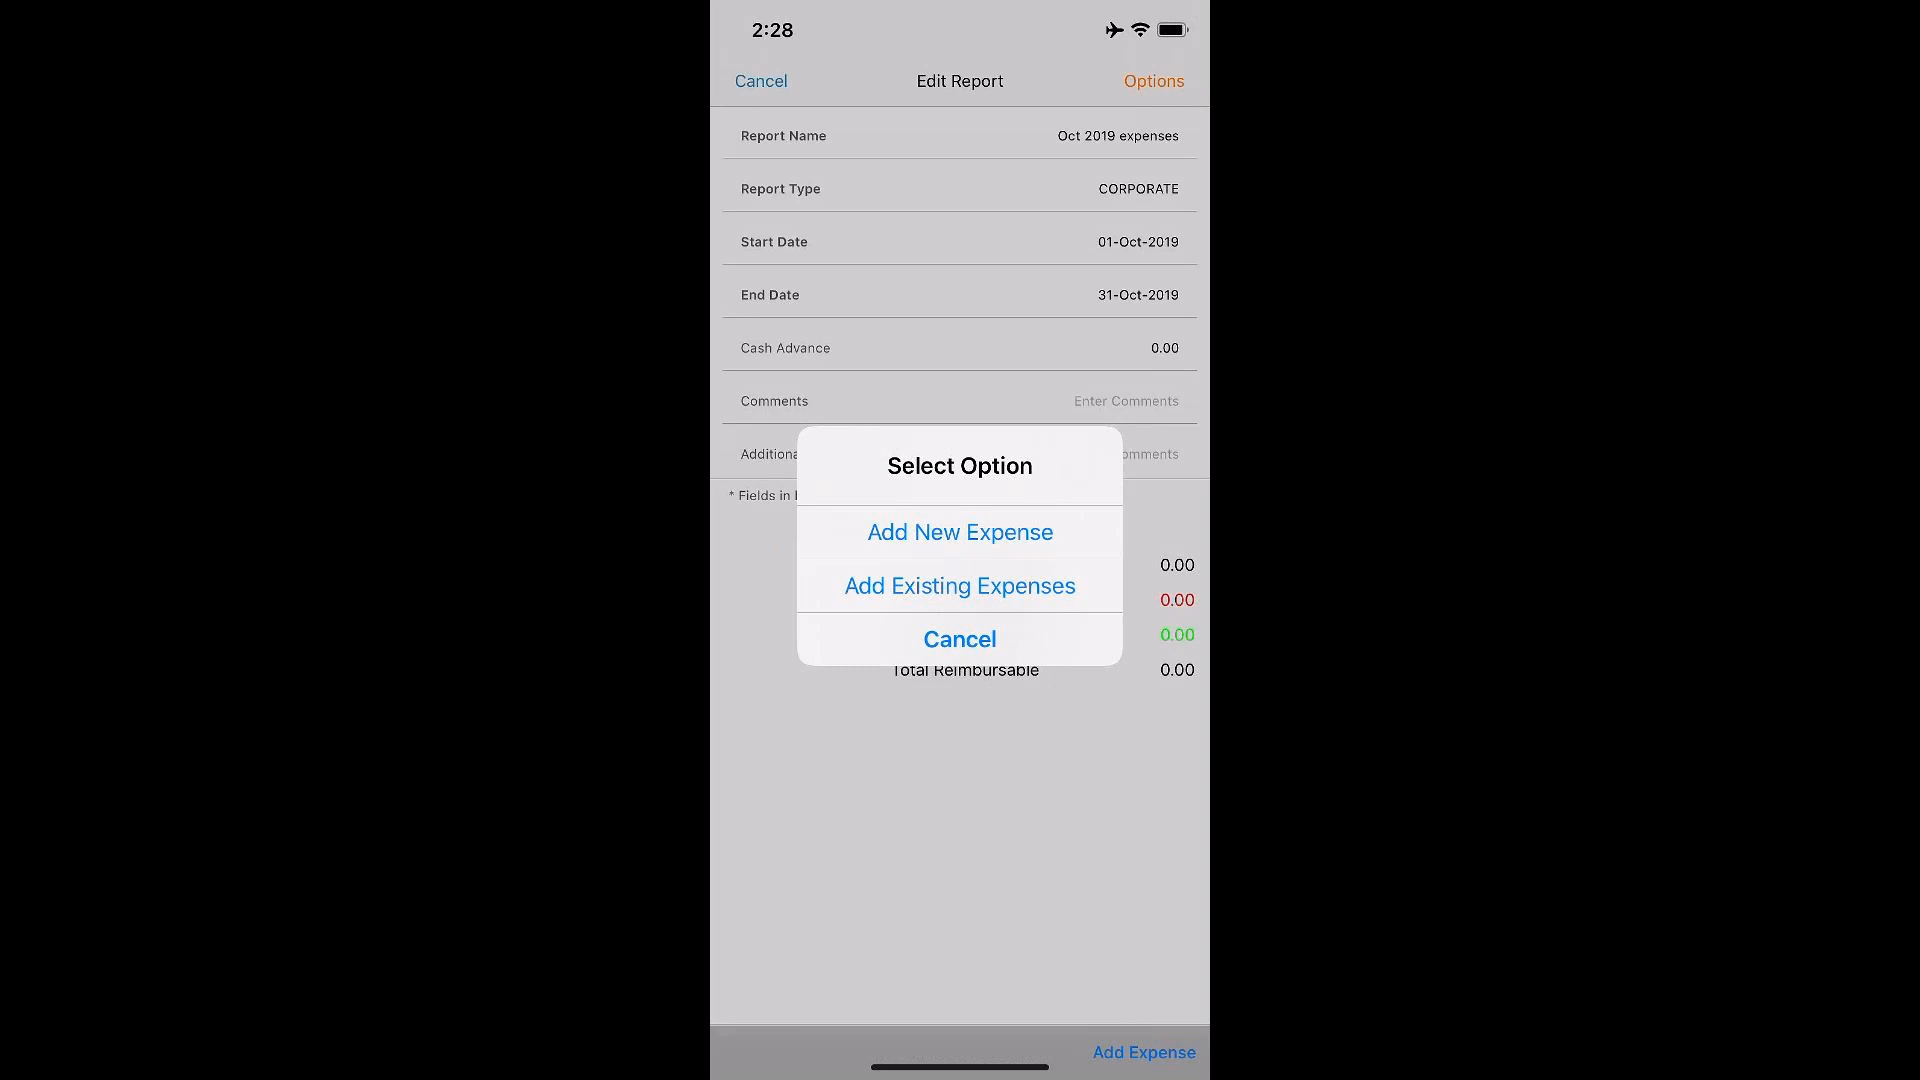 2:28
Cancel Edit Report Options
Report Name Oct 2019 expenses
Report Type CORPORATE
Start Date 01-Oct-2019
End Date 31-Oct-2019
Cash Advance 0.00
Comments Enter Comments
Additiona omments
* Fields in
Select Option
Add New Expense
0.00
Add Existing Expenses
0.00
Cancel 0.00
Total Reimbursable 0.00
Add Expense